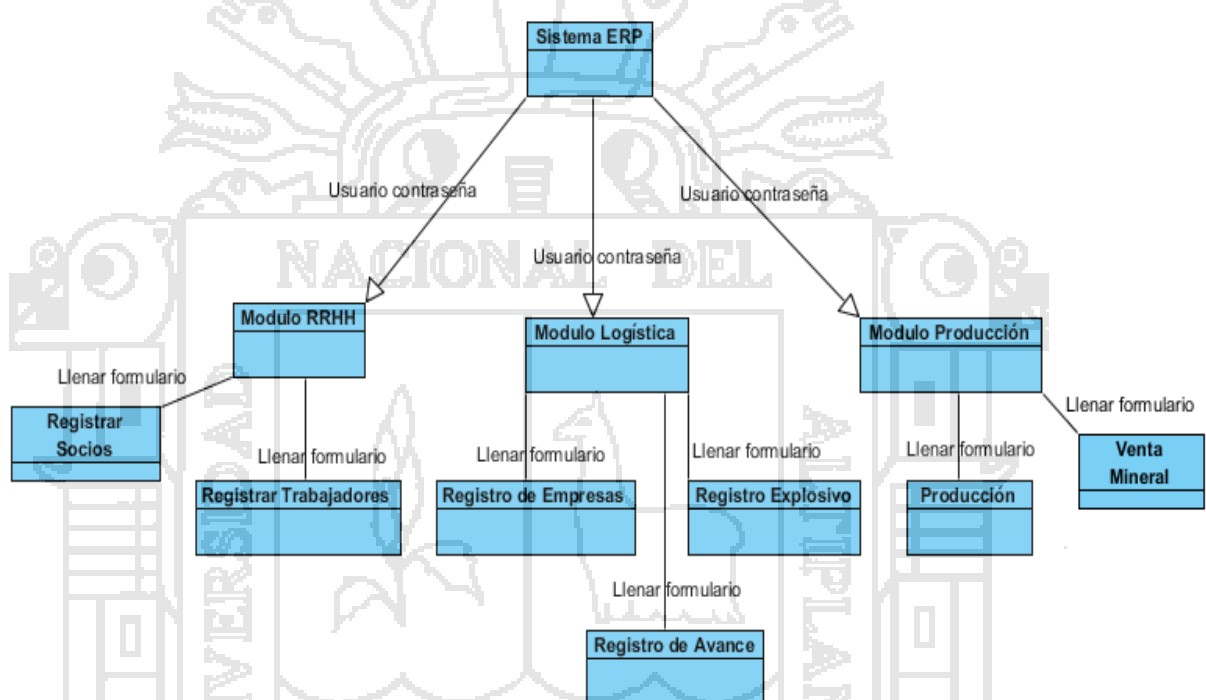 Sistema ERP
Usuario contraseña
Usuario contraseña
Usuario contraseña
NACIONAL DEL
Modulo RRHH
Modulo Logística
Modulo Producción
Llenar formulario
Llenar formulario
Registrar
Socios
Llenar formulario
Llenar formulario
Llenar formulario
Llenar formulario
Venta
Mineral
Registrar Trabajadores
Registro de Empresas
Registro Explosivo
Producción
Llenar formulario
Registro de Avance
VERSIDAD
ALTIPLAN